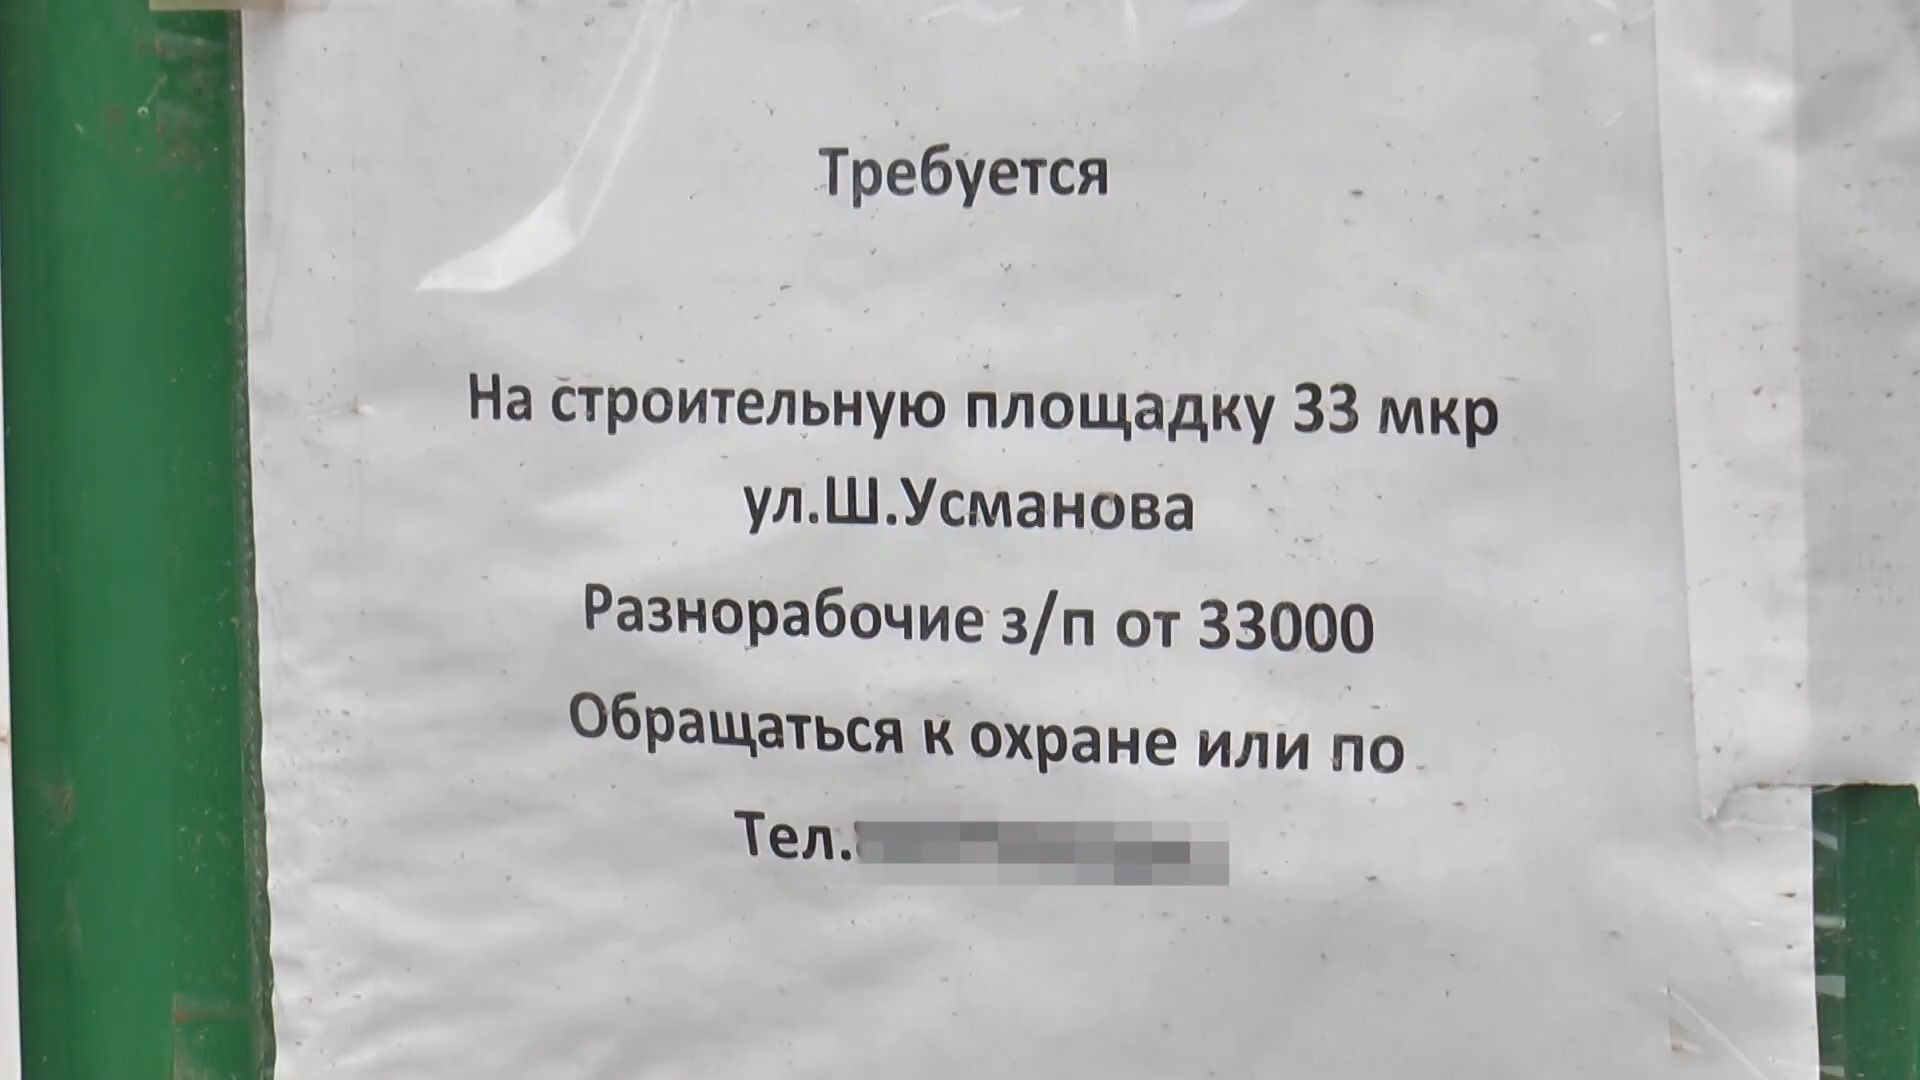 Требуется
На строительную площадку 33 мкр
ул.Ш.Усманова
Разнорабочие з/п от 33000
Обращаться к охране или по
Тел.